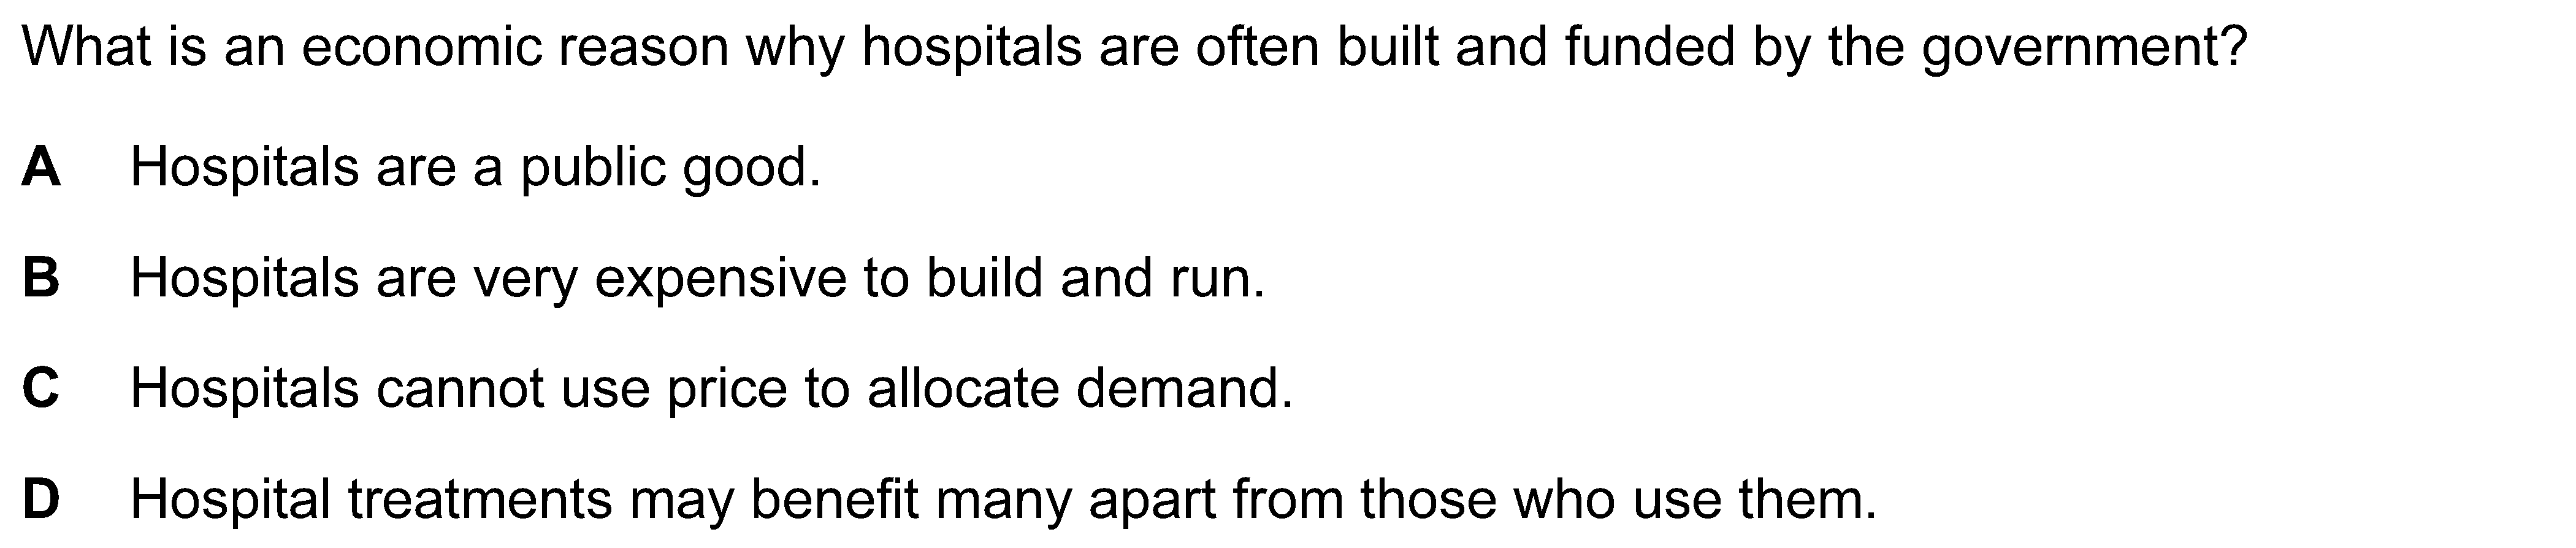 What is an economic reason why hospitals are often built and funded by the government?
A Hospitals are a public good.
B Hospitals are very expensive to build and run.
C Hospitals cannot use price to allocate demand.
D Hospital treatments may benefit many apart from those who use them.